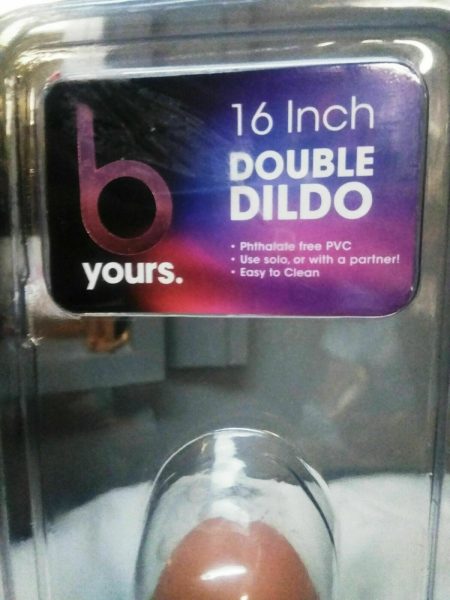 b
yours.
16 Inch
DOUBLE
DILDO
• Phthalate free PVC
• Use solo, or with a partner!
• Easy to Clean